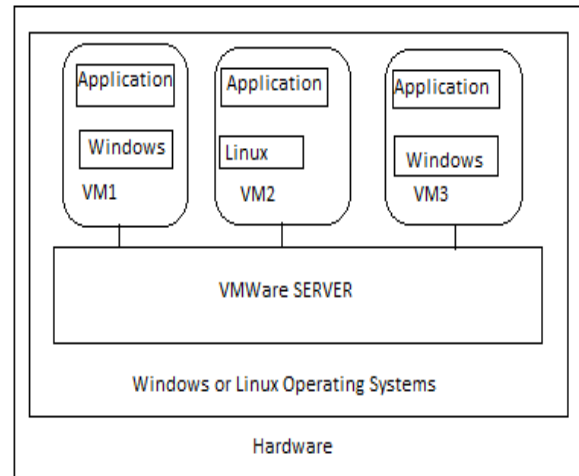 Application
Windows
VM1
Application
Linux
VM2
Application
Windows
VM3
VMWare SERVER
Windows or Linux Operating Systems
Hardware